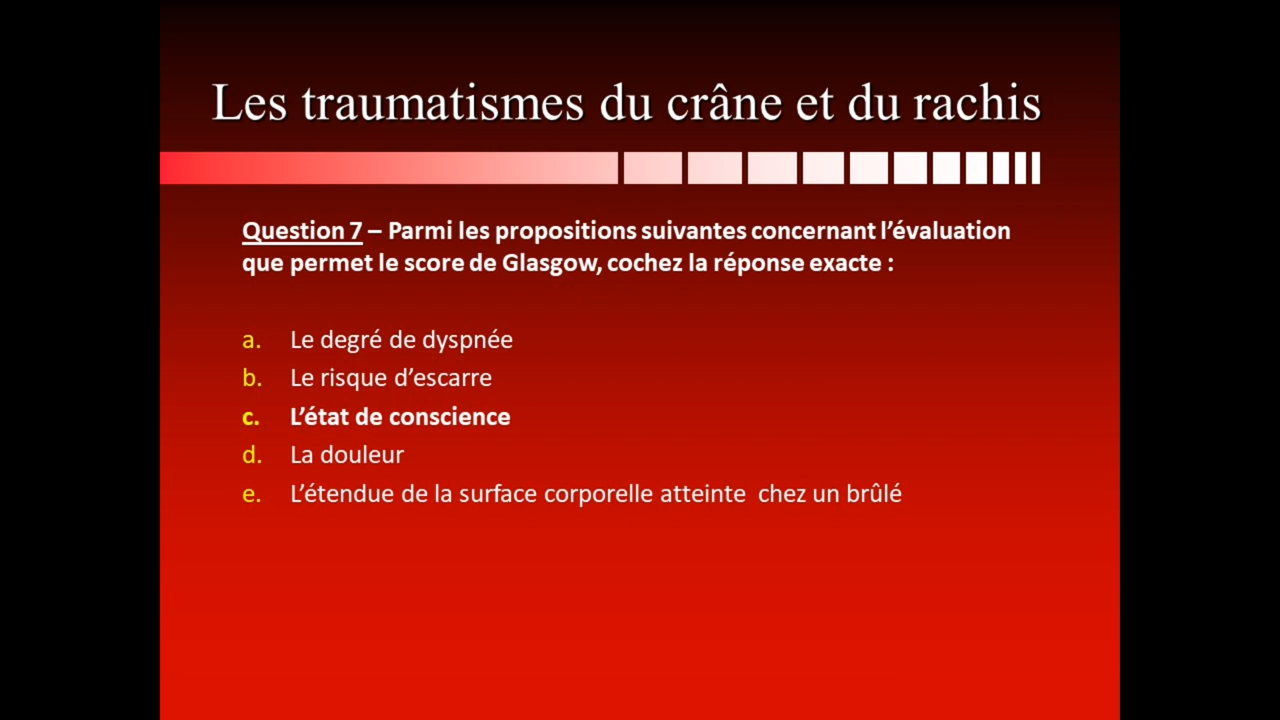 Les traumatismes du crâne et du rachis
Question 7 – Parmi les propositions suivantes concernant l’évaluation
que permet le score de Glasgow, cochez la réponse exacte :
a. Le degré de dyspnée
b. Le risque d’escarre
c. L’état de conscience
d. La douleur
e. L’étendue de la surface corporelle atteinte  chez un brûlé